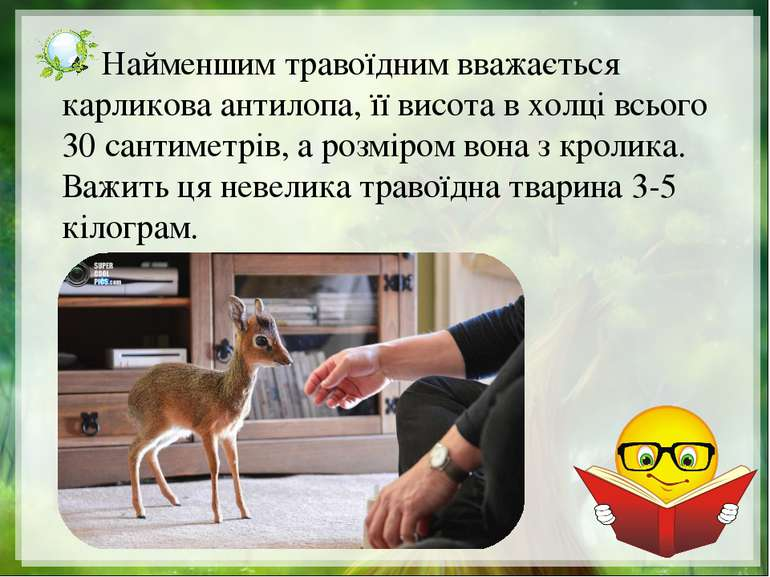 Найменшим травоїдним вважається
карликова антилопа, її висота в холці всього
30 сантиметрів, а розміром вона з кролика.
Важить ця невелика травоїдна тварина 3-5
кілограм.
SUPER
COOL
PICS.com